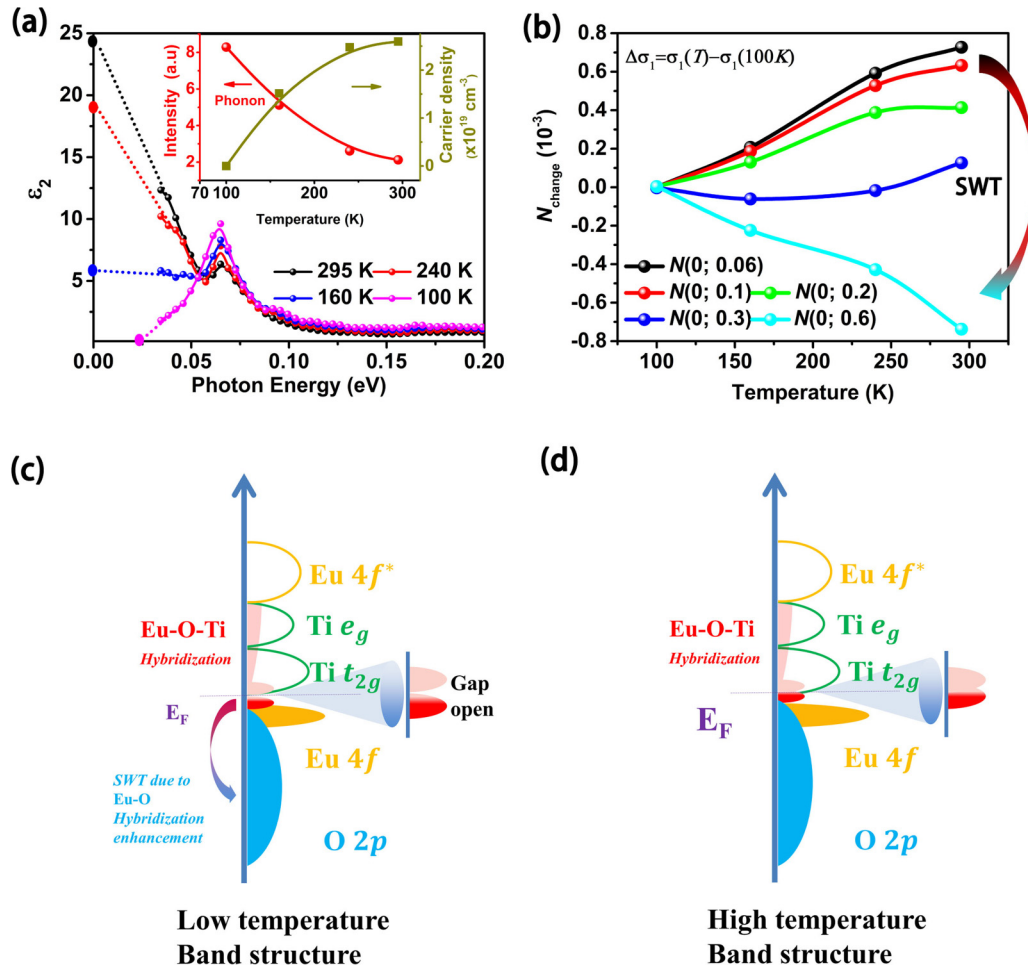 (a)
25
20
15
10
5
ε2
0.00
0.05
0.10
0.15
0.20
Photon Energy (eV)
295 K
240 K
160 K
100 K
8
6
4
2
Intensity (a.u)
Phonon
2
1
0
Carrier density
(x10^19 cm-3)
70
100
200
300
Temperature (K)
(b)
Δσ1=σ1(T)−σ1(100K)
0.8
0.6
0.4
0.2
0.0
-0.2
-0.4
-0.6
-0.8
Nchange (10^-3)
SWT
N(0; 0.06)
N(0; 0.1)
N(0; 0.2)
N(0; 0.3)
N(0; 0.6)
100
150
200
250
300
Temperature (K)
(c)
Eu 4f*
Eu-O-Ti
Hybridization
Ti eg
Ti t2g
Gap
open
EF
Eu 4f
SWT due to
Eu-O
Hybridization
enhancement
O 2p
Low temperature
Band structure
(d)
Eu 4f*
Eu-O-Ti
Hybridization
Ti eg
Ti t2g
EF
Eu 4f
O 2p
High temperature
Band structure